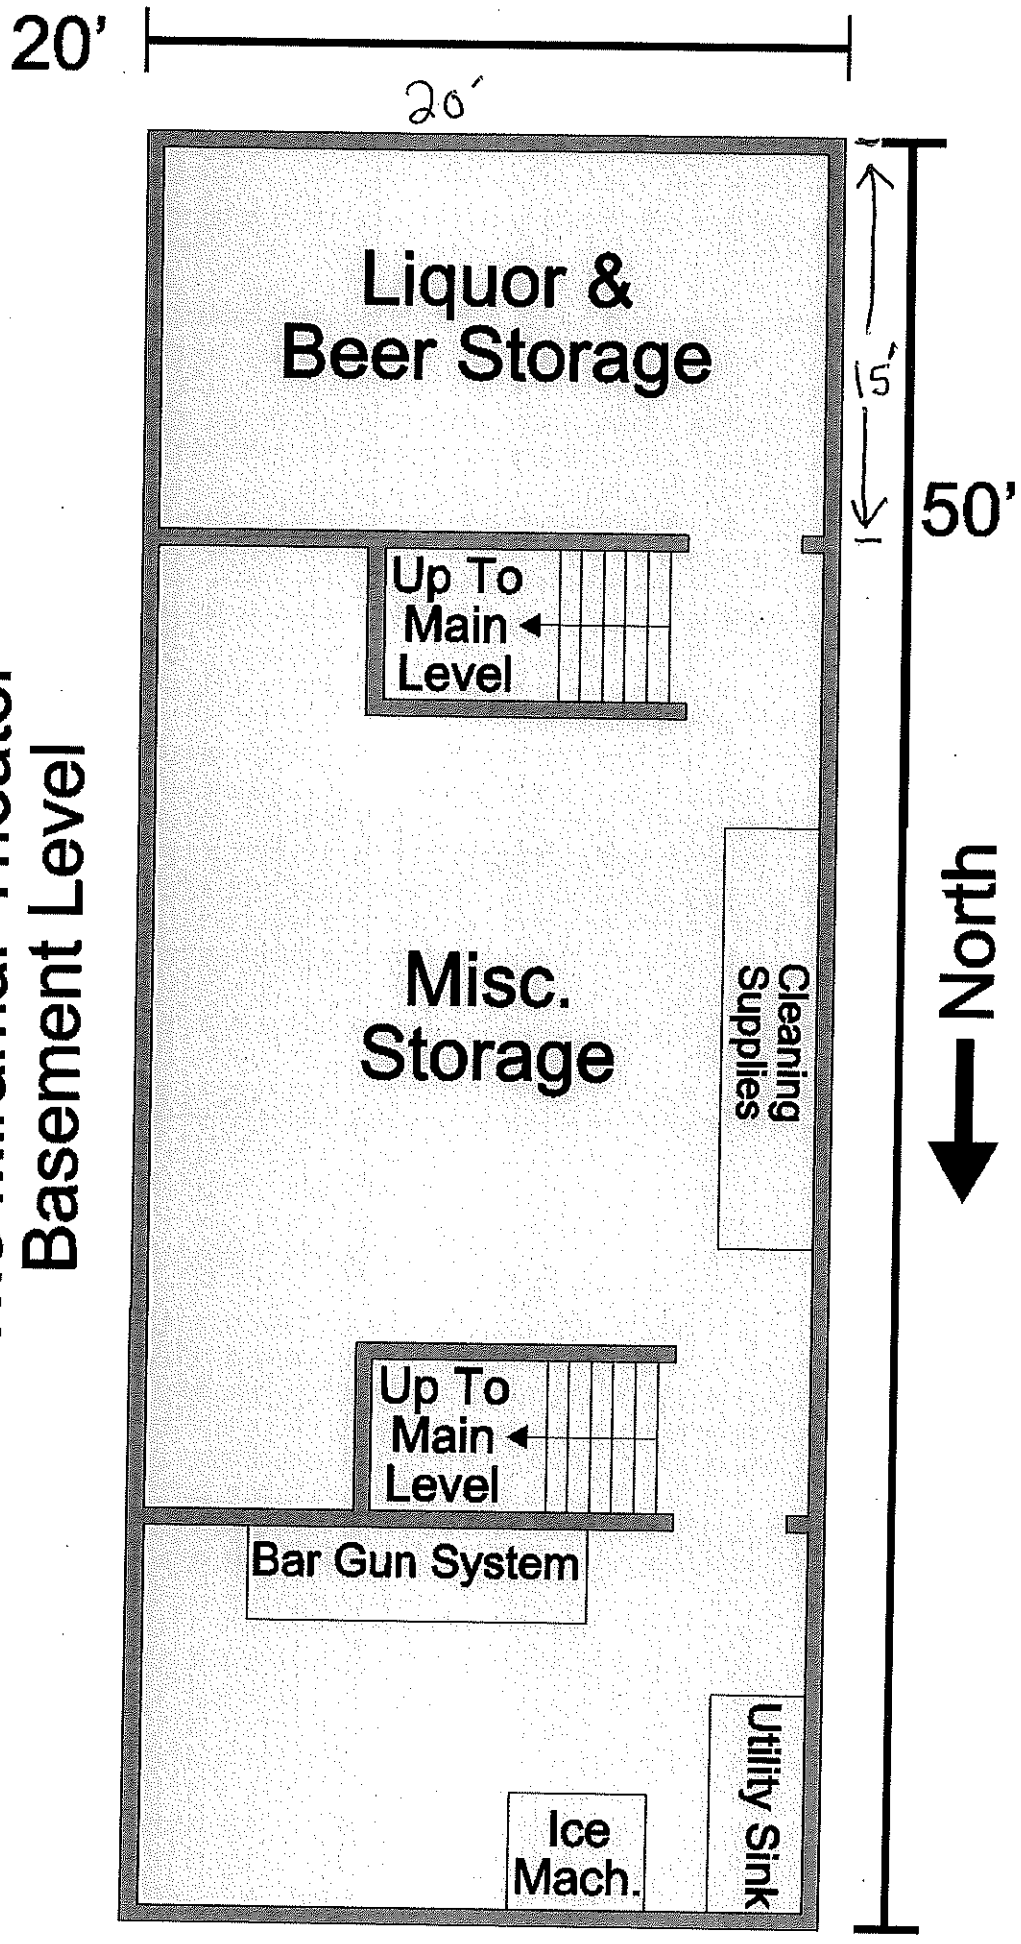 20'
20'
Liquor &
Beer Storage
15'
50'
Up To
Main
Level
Basement Level
North
Misc.
Storage
Cleaning
Supplies
Up To
Main
Level
Bar Gun System
Utility Sink
Ice
Mach.